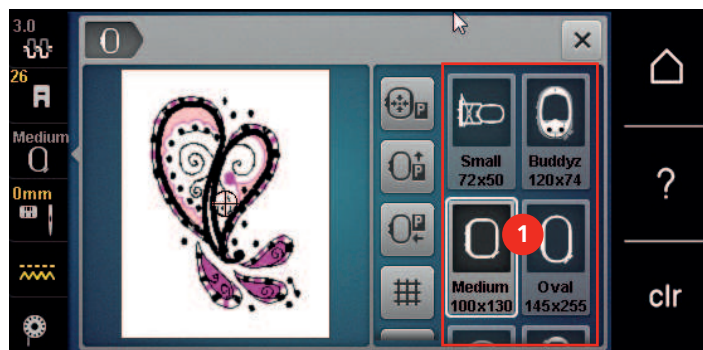 3.0
26
Medium
0mm
P
P
P
Small
72x50
Buddyz
120x74
1
Medium
100x130
Oval
145x255
?
clr